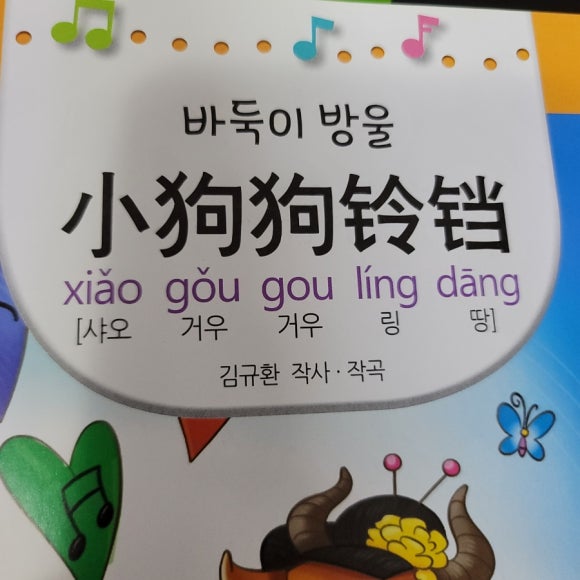 바둑이 방울
小狗狗铃铛
xiǎo gǒu gou líng dāng
[샤오 거우 거우 링 땅]
김규환 작사·작곡